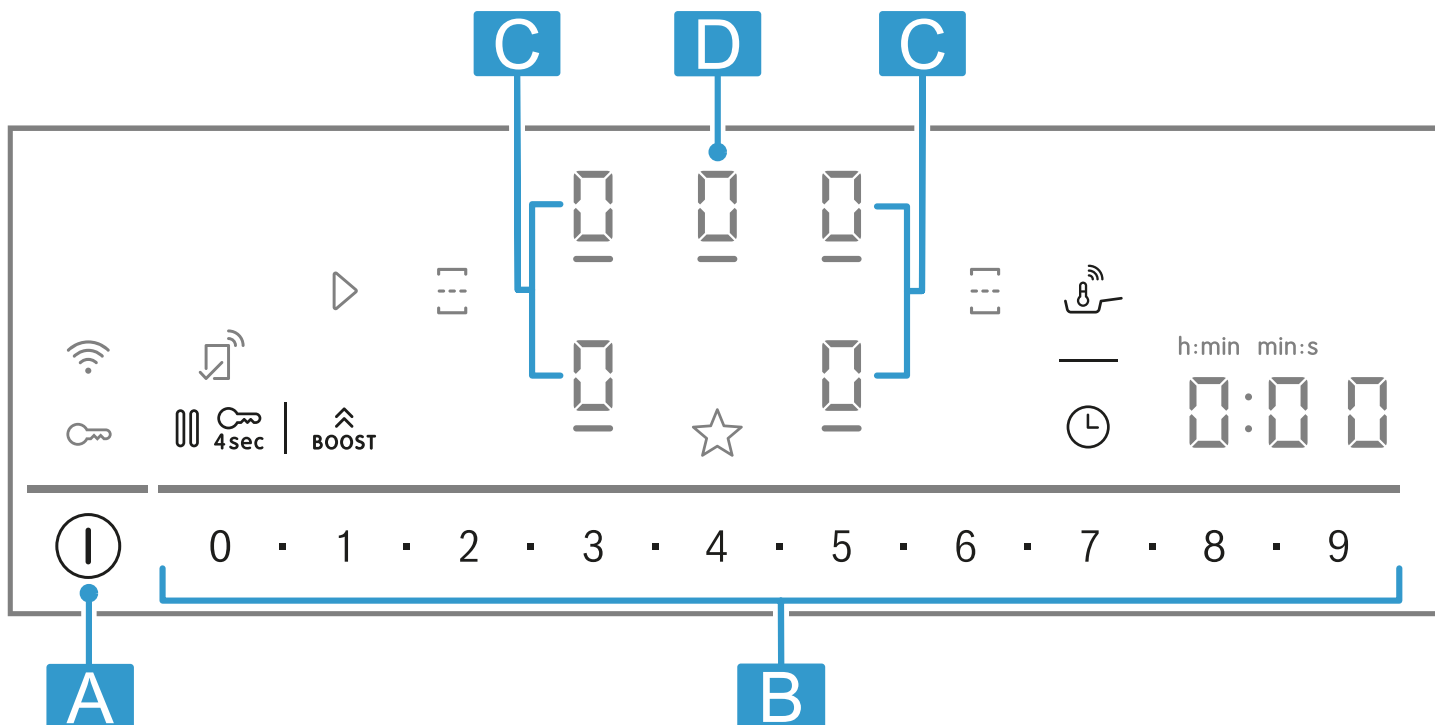 C D C
0 0 0
h:min min:s
0 0 0:00
4sec BOOST
0 · 1 · 2 · 3 · 4 · 5 · 6 · 7 · 8 · 9
A B